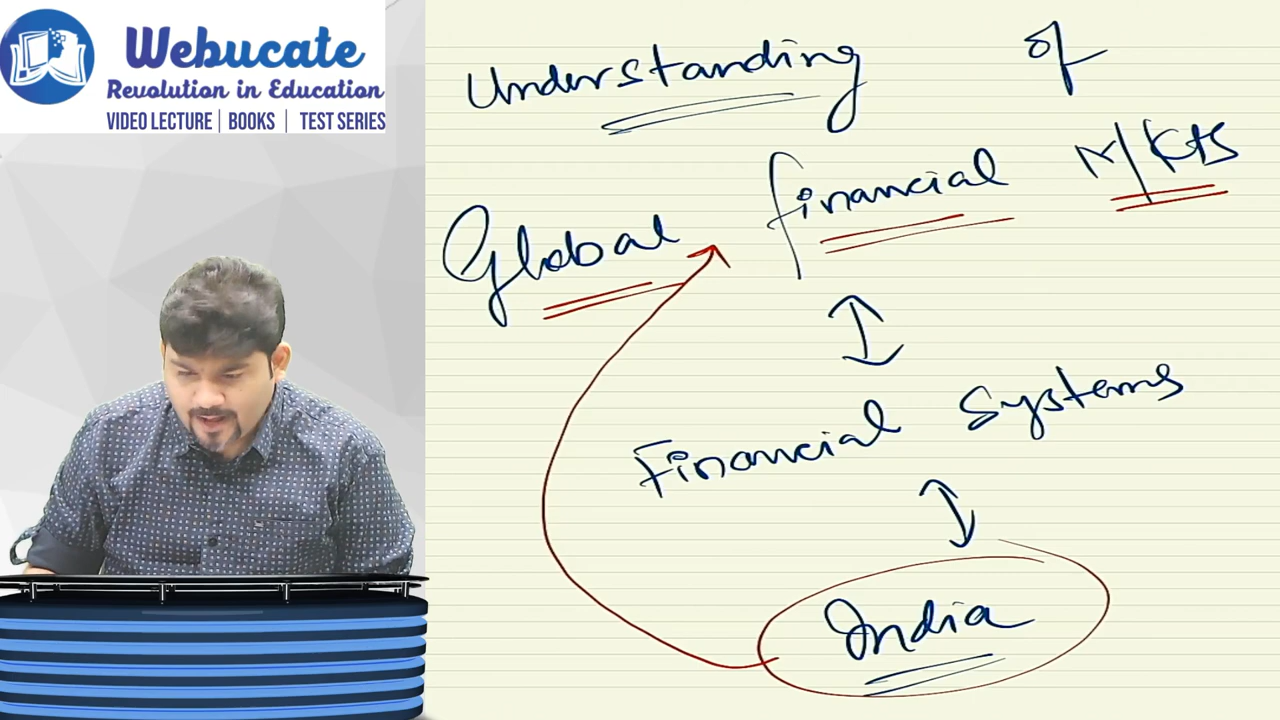 Webucate
Revolution in Education
VIDEO LECTURE | BOOKS | TEST SERIES
Understanding of
Global financial M/Kts
Financial Systems
India